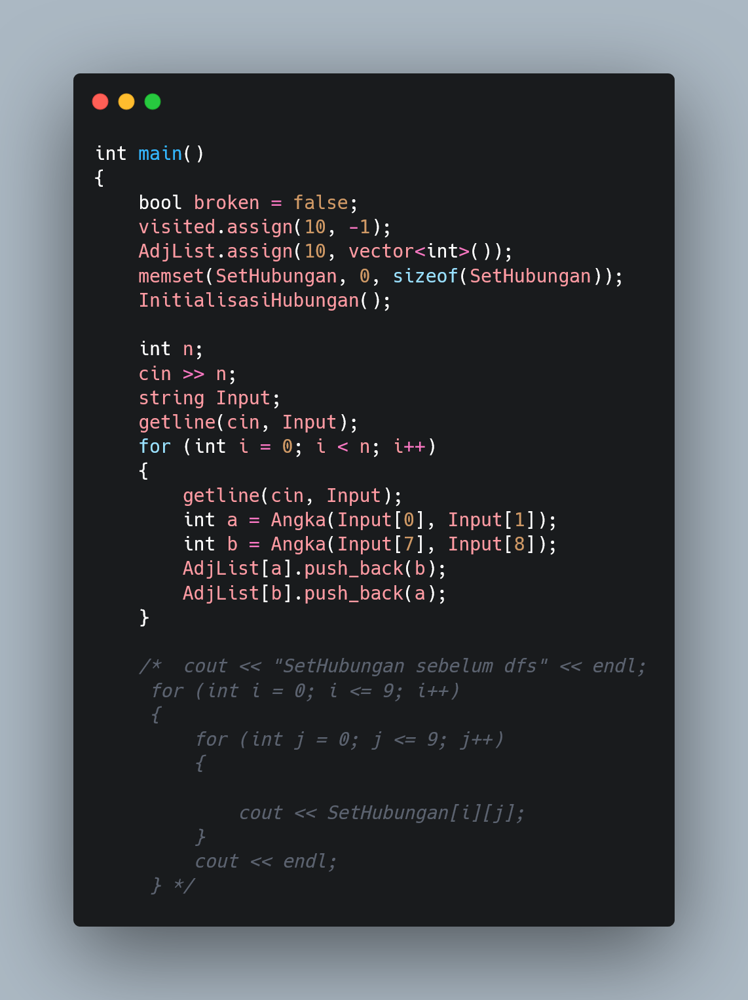 int main()
{
    bool broken = false;
    visited.assign(10, -1);
    AdjList.assign(10, vector<int>());
    memset(SetHubungan, 0, sizeof(SetHubungan));
    InitialisasiHubungan();

    int n;
    cin >> n;
    string Input;
    getline(cin, Input);
    for (int i = 0; i < n; i++)
    {
        getline(cin, Input);
        int a = Angka(Input[0], Input[1]);
        int b = Angka(Input[7], Input[8]);
        AdjList[a].push_back(b);
        AdjList[b].push_back(a);
    }

    /*  cout << "SetHubungan sebelum dfs" << endl;
     for (int i = 0; i <= 9; i++)
     {
         for (int j = 0; j <= 9; j++)
         {

             cout << SetHubungan[i][j];
         }
         cout << endl;
     } */